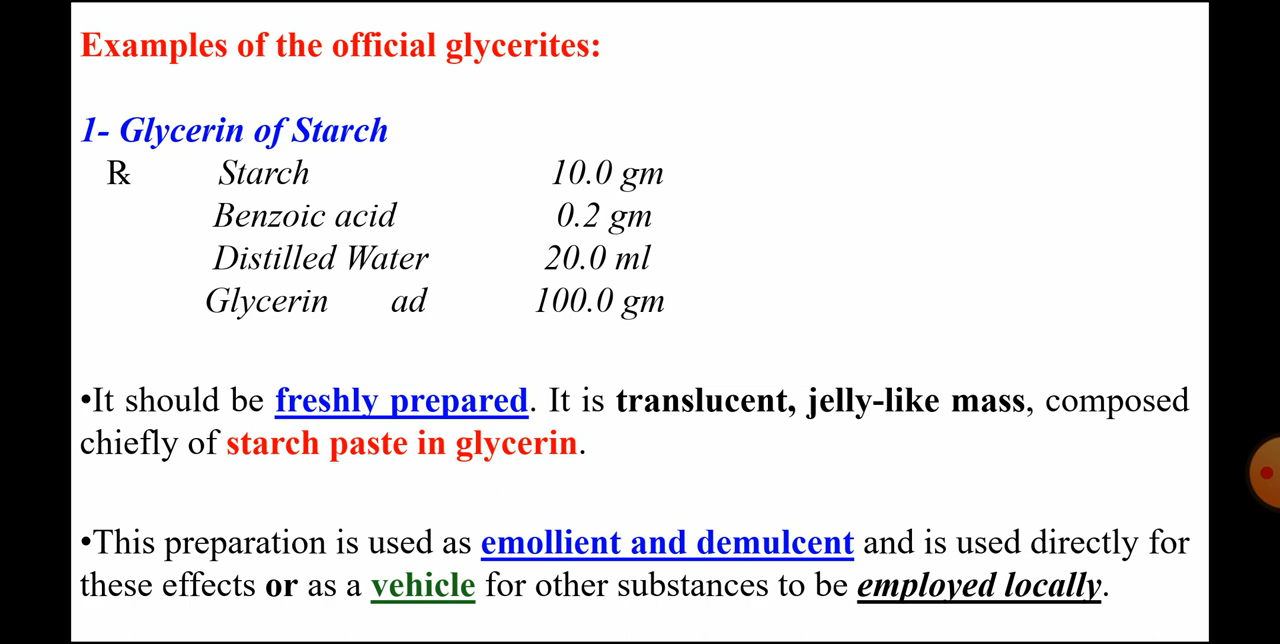 Examples of the official glycerites:
1- Glycerin of Starch
℞ Starch 10.0 gm
Benzoic acid 0.2 gm
Distilled Water 20.0 ml
Glycerin ad 100.0 gm
•It should be freshly prepared. It is translucent, jelly-like mass, composed
chiefly of starch paste in glycerin.
•This preparation is used as emollient and demulcent and is used directly for
these effects or as a vehicle for other substances to be employed locally.